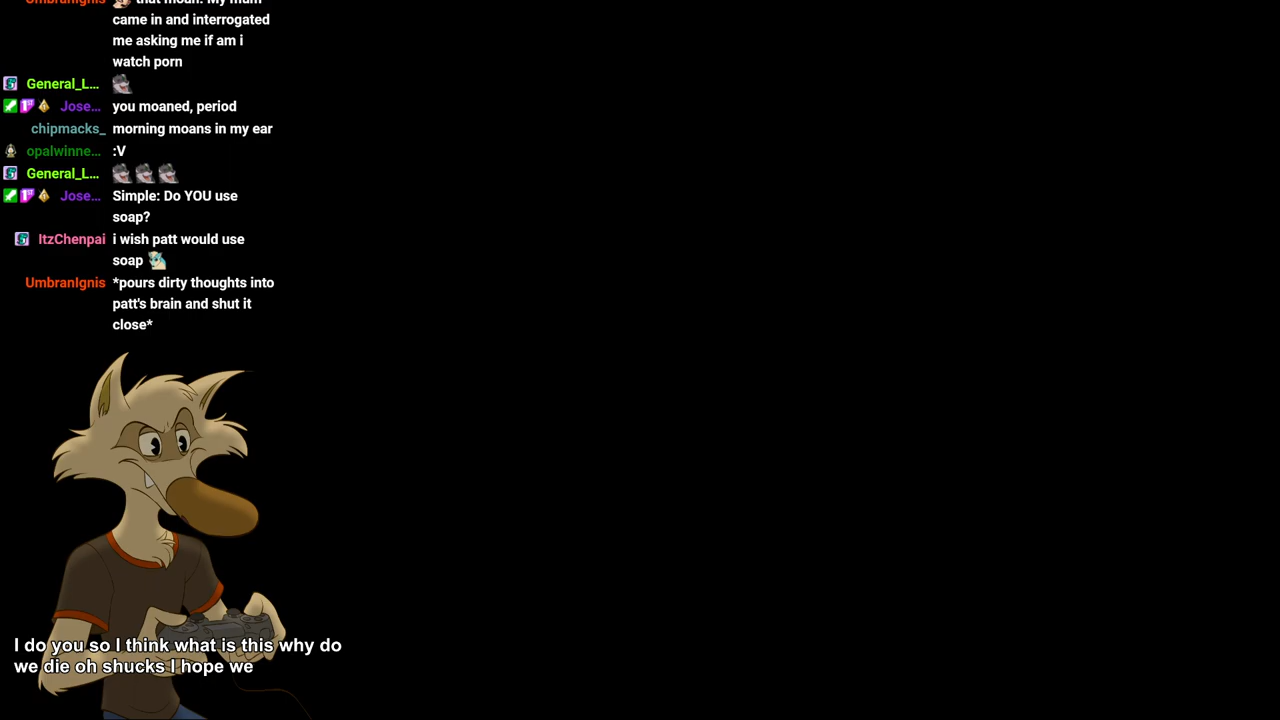 UmbranIgnis that moan. My mum
came in and interrogated
me asking me if am i
watch porn
General_L...
Jose... you moaned, period
chipmacks_ morning moans in my ear
opalwinne... :V
General_L...
Jose... Simple: Do YOU use
soap?
ItzChenpai i wish patt would use
soap
UmbranIgnis *pours dirty thoughts into
patt's brain and shut it
close*
I do you so I think what is this why do
we die oh shucks I hope we